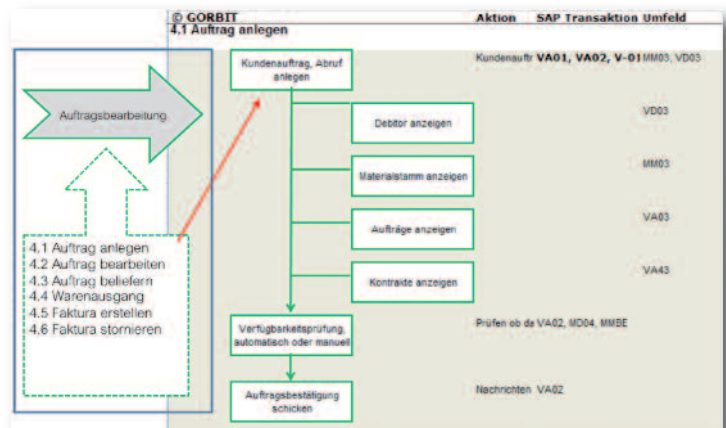 © GORBIT Aktion SAP Transaktion Umfeld
4.1 Auftrag anlegen
Kundenauftrag, Abruf
anlegen
Kundenauftr VA01, VA02, V-01 MM03, VD03
Auftragsbearbeitung
Debitor anzeigen
VD03
Materialstamm anzeigen
MM03
Aufträge anzeigen
VA03
Kontrakte anzeigen
VA43
4.1 Auftrag anlegen
4.2 Auftrag bearbeiten
4.3 Auftrag beliefern
4.4 Warenausgang
4.5 Faktura erstellen
4.6 Faktura stornieren
Verfügbarkeitsprüfung,
automatisch oder manuell
Prüfen ob da VA02, MD04, MMBE
Auftragsbestätigung
schicken
Nachrichten VA02